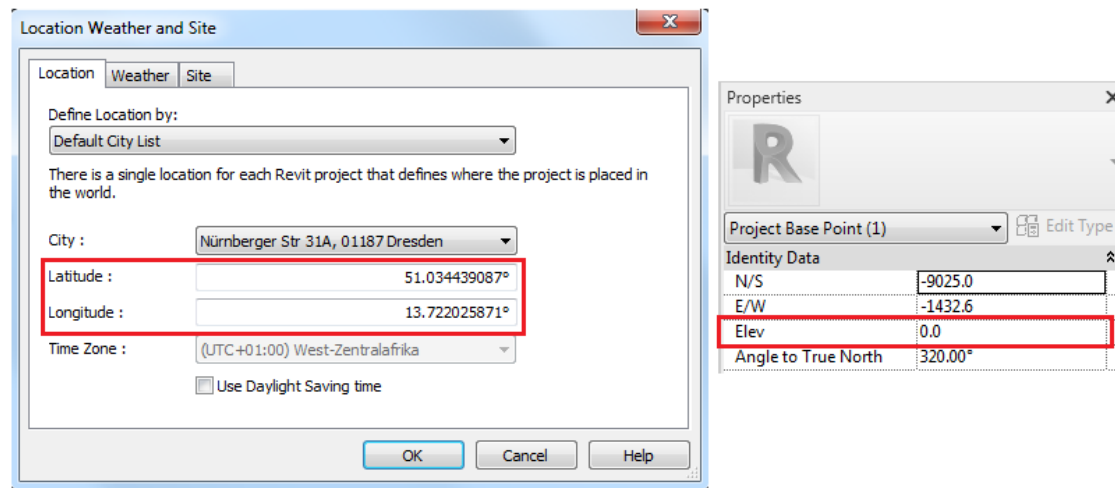 Location Weather and Site
Location Weather Site
Define Location by:
Default City List
There is a single location for each Revit project that defines where the project is placed in
the world.
City : Nürnberger Str 31A, 01187 Dresden
Latitude : 51.034439087°
Longitude : 13.722025871°
Time Zone : (UTC+01:00) West-Zentralafrika
Use Daylight Saving time
OK Cancel Help
Properties
R
Project Base Point (1) Edit Type
Identity Data
N/S -9025.0
E/W -1432.6
Elev 0.0
Angle to True North 320.00°